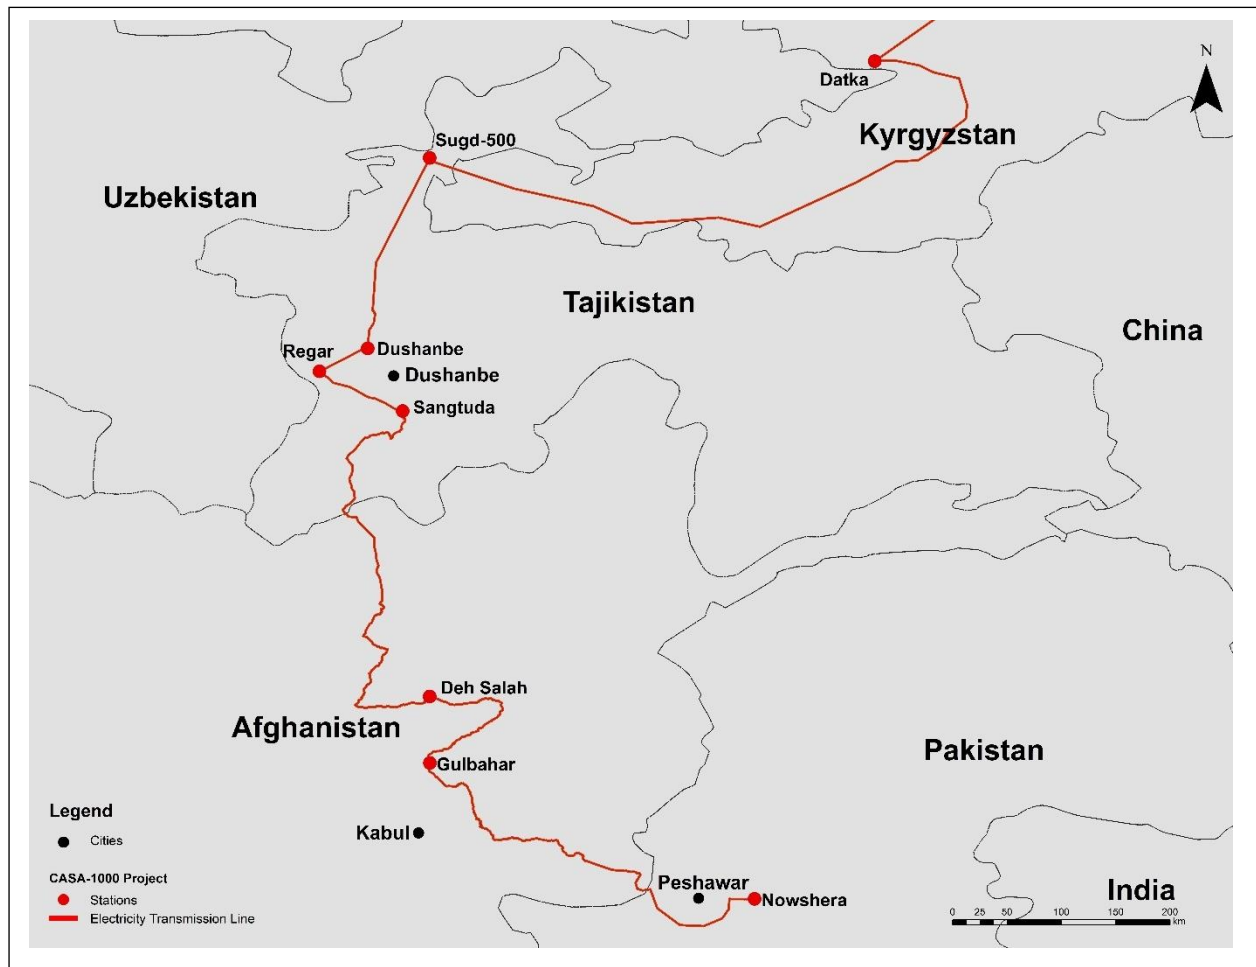 N
Datka
Kyrgyzstan
Sugd-500
Uzbekistan
Tajikistan
China
Regar
Dushanbe
Dushanbe
Sangtuda
Deh Salah
Afghanistan
Pakistan
Gulbahar
Legend
Cities
Kabul
CASA-1000 Project
Stations
Electricity Transmission Line
Peshawar
Nowshera
India
0 25 50 100 150 200
km